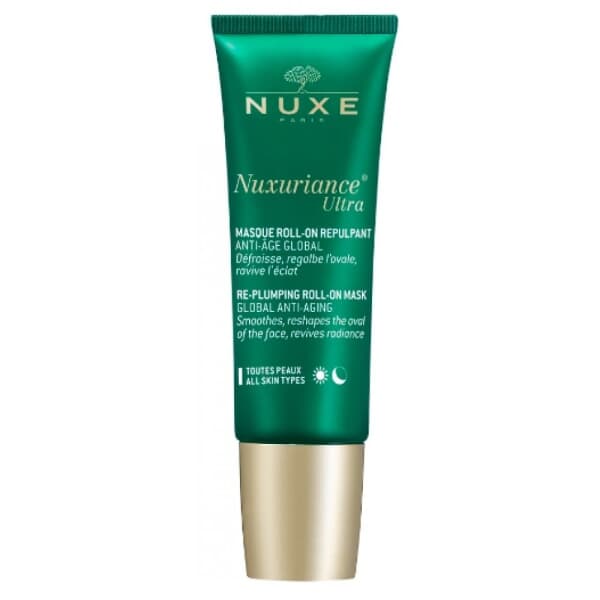 NUXE
PARIS
Nuxuriance®
Ultra
MASQUE ROLL-ON REPULPANT
ANTI-ÂGE GLOBAL
Défroisse, regalbe l'ovale,
ravive l'éclat
RE-PLUMPING ROLL-ON MASK
GLOBAL ANTI-AGING
Smoothes, reshapes the oval
of the face, revives radiance
TOUTES PEAUX
ALL SKIN TYPES